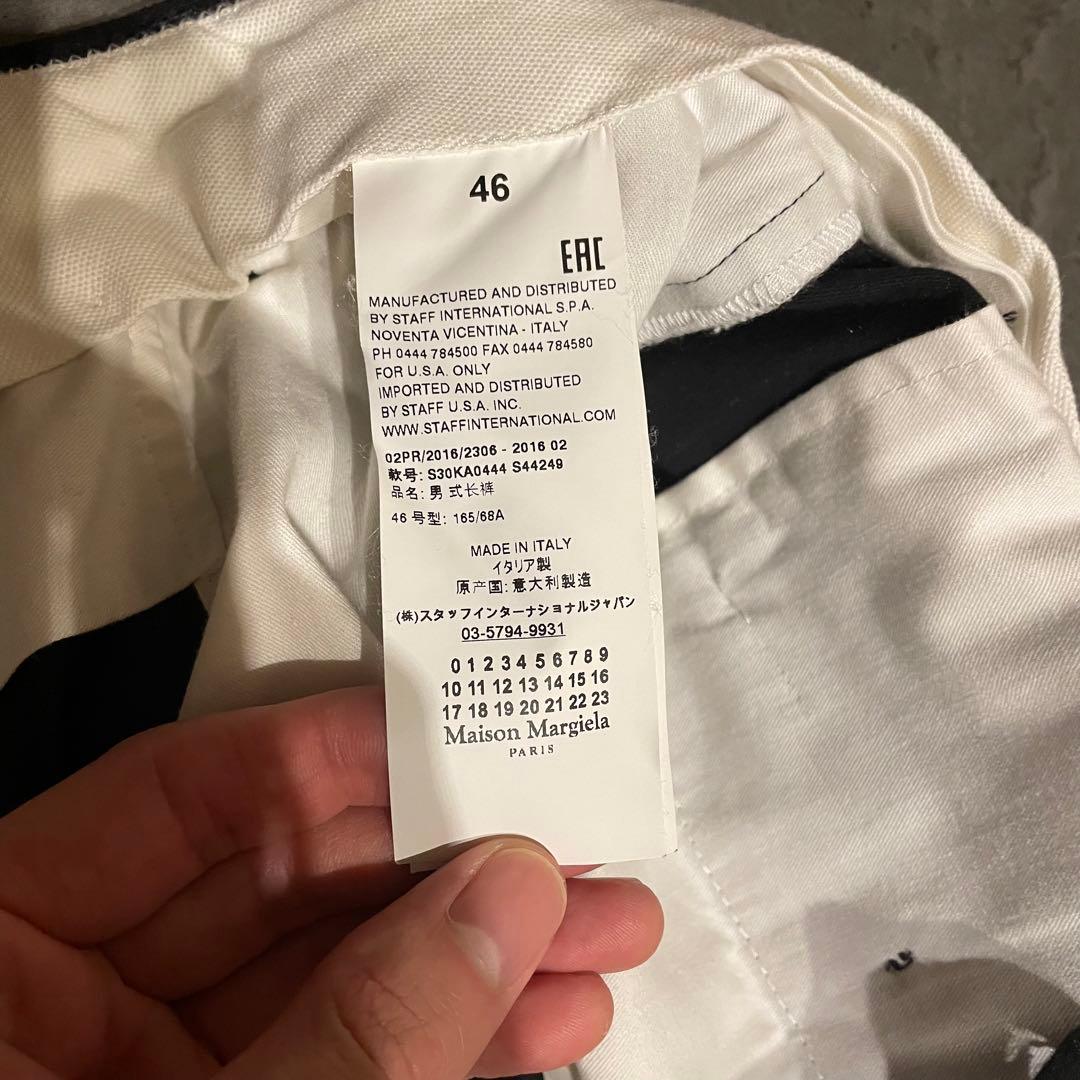 46
EAC
MANUFACTURED AND DISTRIBUTED
BY STAFF INTERNATIONAL S.P.A.
NOVENTA VICENTINA - ITALY
PH 0444 784500 FAX 0444 784580
FOR U.S.A. ONLY
IMPORTED AND DISTRIBUTED
BY STAFF U.S.A. INC.
WWW.STAFFINTERNATIONAL.COM
02PR/2016/2306 - 2016 02
款号: S30KA0444 S44249
品名: 男式长裤
46 号型: 165/68A
MADE IN ITALY
イタリア製
原产国: 意大利製造
(株)スタッフインターナショナルジャパン
03-5794-9931
0 1 2 3 4 5 6 7 8 9
10 11 12 13 14 15 16
17 18 19 20 21 22 23
Maison Margiela
PARIS